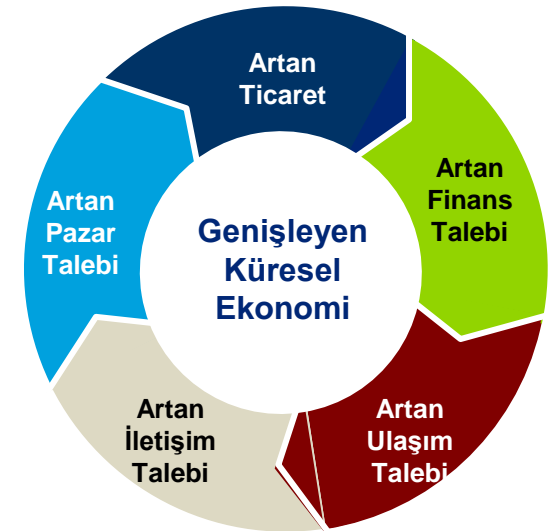 Artan
Ticaret
Artan
Finans
Talebi
Artan
Ulaşım
Talebi
Artan
İletişim
Talebi
Artan
Pazar
Talebi
Genişleyen
Küresel
Ekonomi